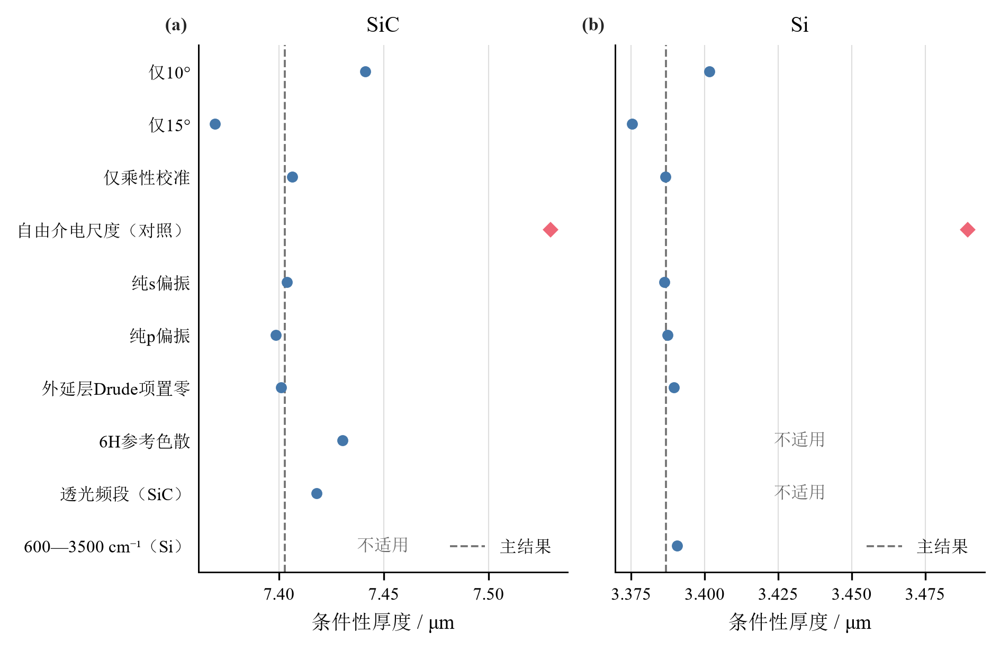 (a)
SiC
(b)
Si
仅10°
仅15°
仅乘性校准
自由介电尺度（对照）
纯s偏振
纯p偏振
外延层Drude项置零
6H参考色散
不适用
透光频段（SiC）
不适用
600—3500 cm⁻¹（Si）
不适用
主结果
主结果
7.40
7.45
7.50
3.375
3.400
3.425
3.450
3.475
条件性厚度 / μm
条件性厚度 / μm